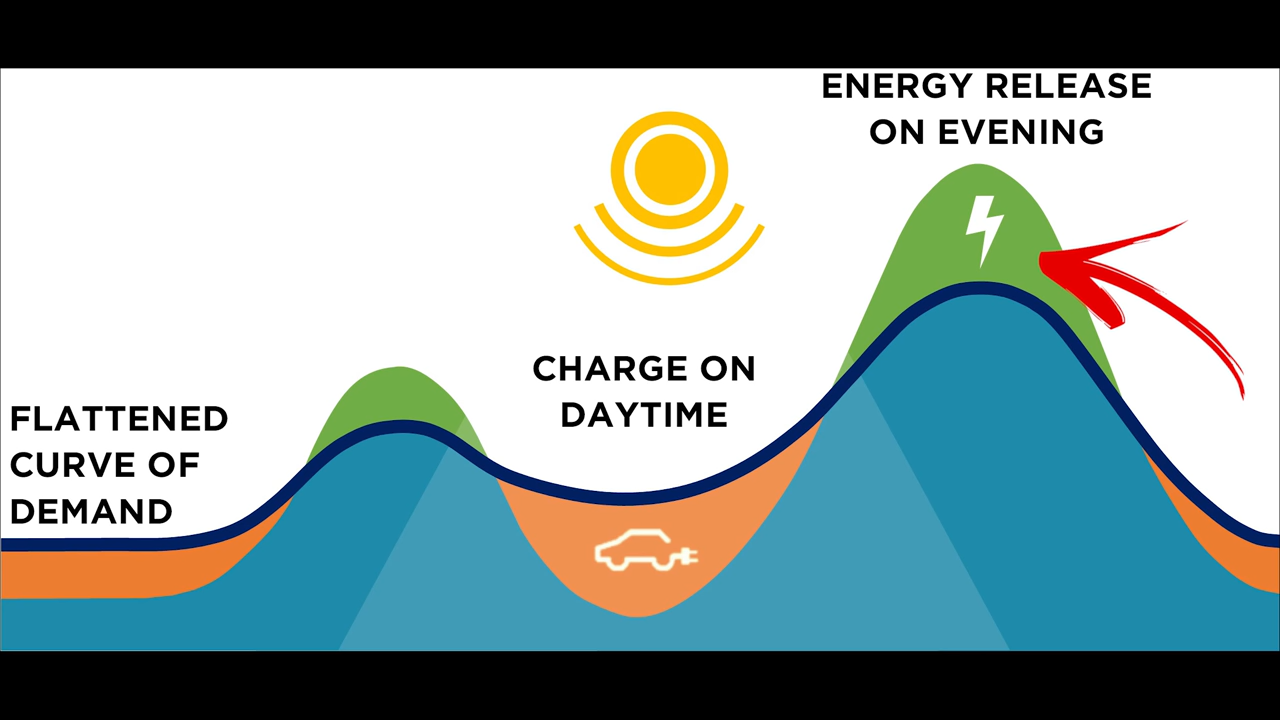 ENERGY RELEASE
ON EVENING
CHARGE ON
DAYTIME
FLATTENED
CURVE OF
DEMAND